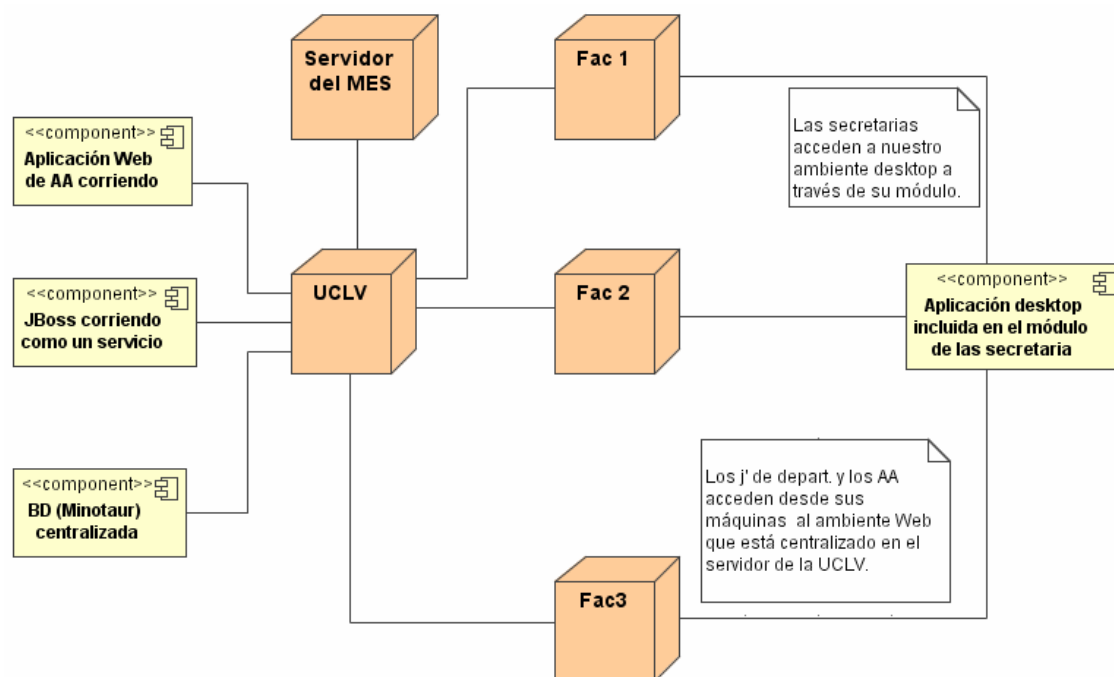 Servidor
del MES
Fac 1
<<component>>
Aplicación Web
de AA corriendo
Las secretarias
acceden a nuestro
ambiente desktop a
través de su módulo.
<<component>>
JBoss corriendo
como un servicio
UCLV
Fac 2
<<component>>
Aplicación desktop
incluida en el módulo
de las secretaria
<<component>>
BD (Minotaur)
centralizada
Los j' de depart. y los AA
acceden desde sus
máquinas al ambiente Web
que está centralizado en el
servidor de la UCLV.
Fac3